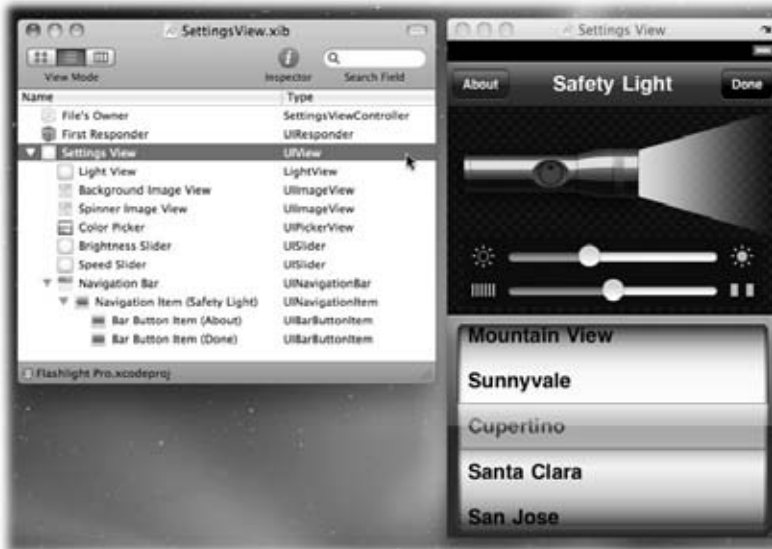 SettingsView.xib
View Mode
Inspector
Search Field
Name Type
File's Owner SettingsViewController
First Responder UIResponder
Settings View UIView
Light View LightView
Background Image View UIImageView
Spinner Image View UIImageView
Color Picker UIPickerView
Brightness Slider UISlider
Speed Slider UISlider
Navigation Bar UINavigationBar
Navigation Item (Safety Light) UINavigationItem
Bar Button Item (About) UIBarButtonItem
Bar Button Item (Done) UIBarButtonItem
Flashlight Pro.xcodeproj
Settings View
About
Safety Light
Done
Mountain View
Sunnyvale
Cupertino
Santa Clara
San Jose